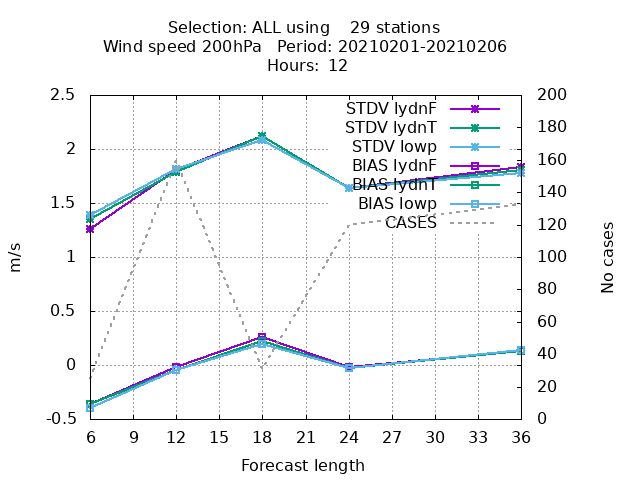 Selection: ALL using    29 stations
Wind speed 200hPa   Period: 20210201-20210206
Hours:  12
2.5
2
1.5
1
0.5
0
-0.5
m/s
STDV lydnF
STDV lydnT
STDV lowp
BIAS lydnF
BIAS lydnT
BIAS lowp
CASES
200
180
160
140
120
100
80
60
40
20
0
No cases
6 9 12 15 18 21 24 27 30 33 36
Forecast length